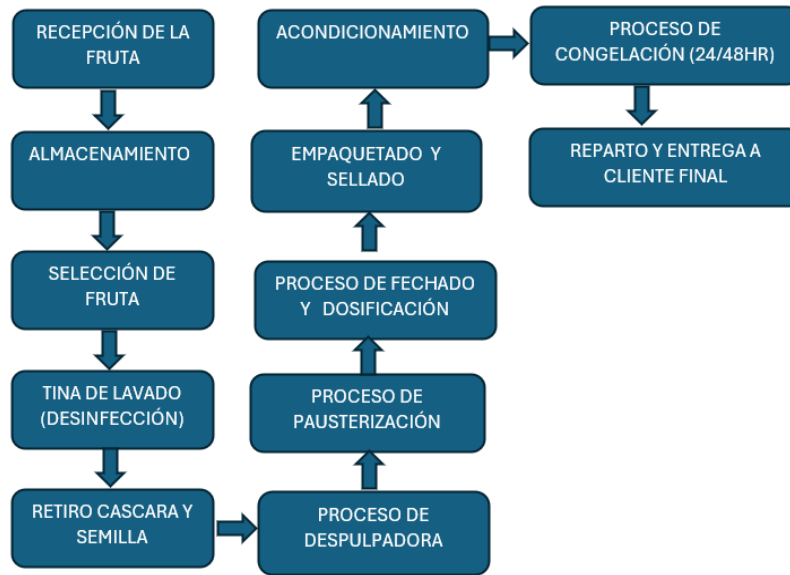 RECEPCIÓN DE LA
FRUTA
ALMACENAMIENTO
SELECCIÓN DE
FRUTA
TINA DE LAVADO
(DESINFECCIÓN)
RETIRO CASCARA Y
SEMILLA
PROCESO DE
DESPULPADORA
PROCESO DE
PAUSTERIZACIÓN
PROCESO DE FECHADO
Y DOSIFICACIÓN
EMPAQUETADO Y
SELLADO
ACONDICIONAMIENTO
PROCESO DE
CONGELACIÓN (24/48HR)
REPARTO Y ENTREGA A
CLIENTE FINAL